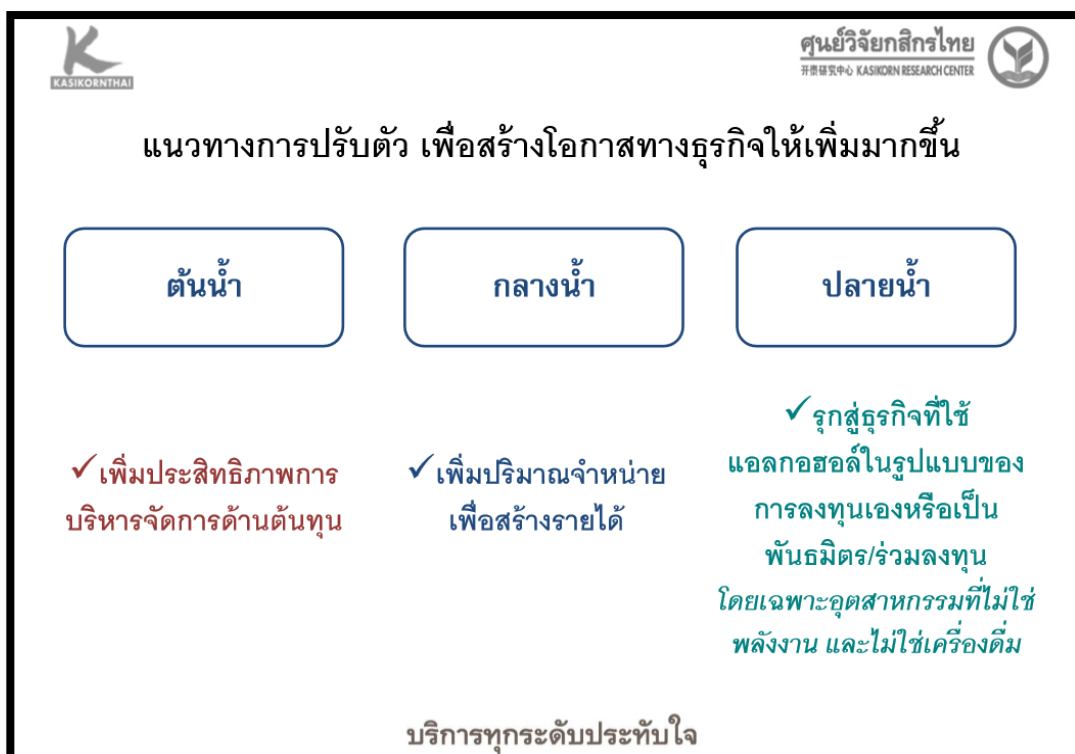 KASIKORNTHAI
ศูนย์วิจัยกสิกรไทย
开泰研究中心 KASIKORN RESEARCH CENTER
แนวทางการปรับตัว เพื่อสร้างโอกาสทางธุรกิจให้เพิ่มมากขึ้น
ต้นน้ำ
กลางน้ำ
ปลายน้ำ
✓เพิ่มประสิทธิภาพการ
บริหารจัดการด้านต้นทุน
✓เพิ่มปริมาณจำหน่าย
เพื่อสร้างรายได้
✓รุกสู่ธุรกิจที่ใช้
แอลกอฮอล์ในรูปแบบของ
การลงทุนเองหรือเป็น
พันธมิตร/ร่วมลงทุน
โดยเฉพาะอุตสาหกรรมที่ไม่ใช่
พลังงาน และไม่ใช่เครื่องดื่ม
บริการทุกระดับประทับใจ